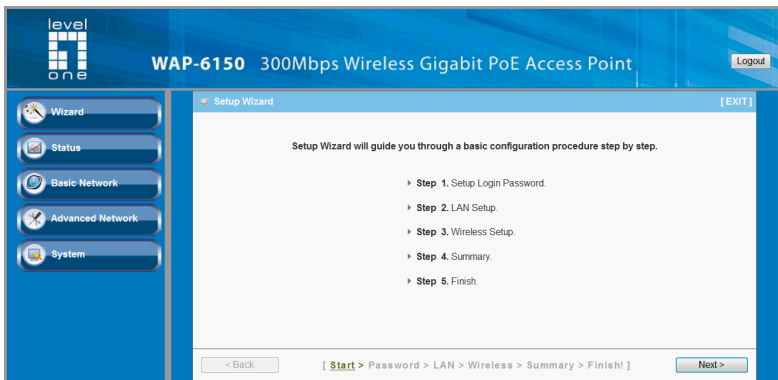 level
one
WAP-6150 300Mbps Wireless Gigabit PoE Access Point
Logout
Wizard
Status
Basic Network
Advanced Network
System
Setup Wizard [EXIT]
Setup Wizard will guide you through a basic configuration procedure step by step.
Step 1. Setup Login Password.
Step 2. LAN Setup.
Step 3. Wireless Setup.
Step 4. Summary.
Step 5. Finish.
< Back [ Start > Password > LAN > Wireless > Summary > Finish! ] Next >